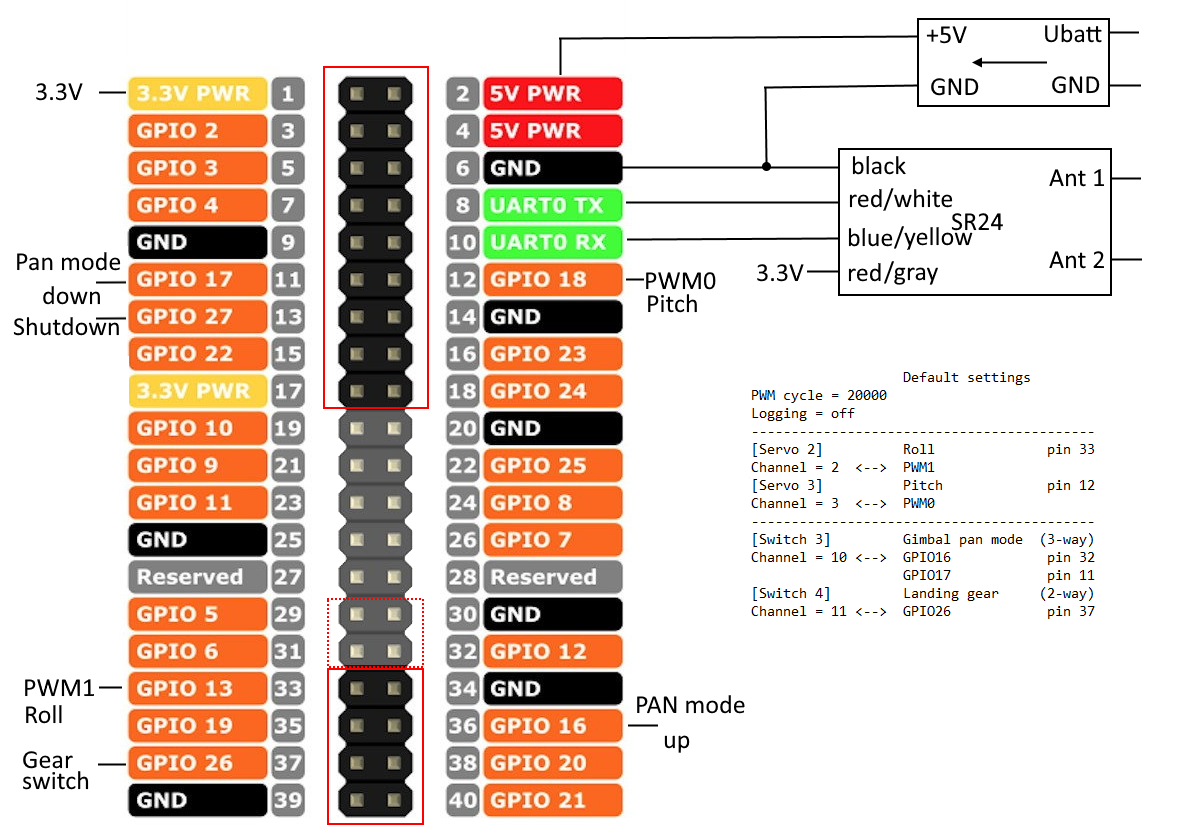 +5V Ubatt
GND GND
3.3V 3.3V PWR 1 2 5V PWR
GPIO 2 3 4 5V PWR
GPIO 3 5 6 GND black
Ant 1
GPIO 4 7 8 UART0 TX red/white
SR24
GND 9 10 UART0 RX blue/yellow
Ant 2
Pan mode
down
GPIO 17 11 12 GPIO 18 PWM0
Pitch
3.3V red/gray
Shutdown GPIO 27 13 14 GND
GPIO 22 15 16 GPIO 23
3.3V PWR 17 18 GPIO 24
GPIO 10 19 20 GND
GPIO 9 21 22 GPIO 25
GPIO 11 23 24 GPIO 8
GND 25 26 GPIO 7
Reserved 27 28 Reserved
GPIO 5 29 30 GND
GPIO 6 31 32 GPIO 12
PWM1 GPIO 13 33 34 GND
Roll
GPIO 19 35 36 GPIO 16 PAN mode
up
Gear
switch
GPIO 26 37 38 GPIO 20
GND 39 40 GPIO 21
Default settings
PWM cycle = 20000
Logging = off
-------------------------------------------
[Servo 2] Roll pin 33
Channel = 2 <--> PWM1
[Servo 3] Pitch pin 12
Channel = 3 <--> PWM0
-------------------------------------------
[Switch 3] Gimbal pan mode (3-way)
Channel = 10 <--> GPIO16 pin 32
GPIO17 pin 11
[Switch 4] Landing gear (2-way)
Channel = 11 <--> GPIO26 pin 37